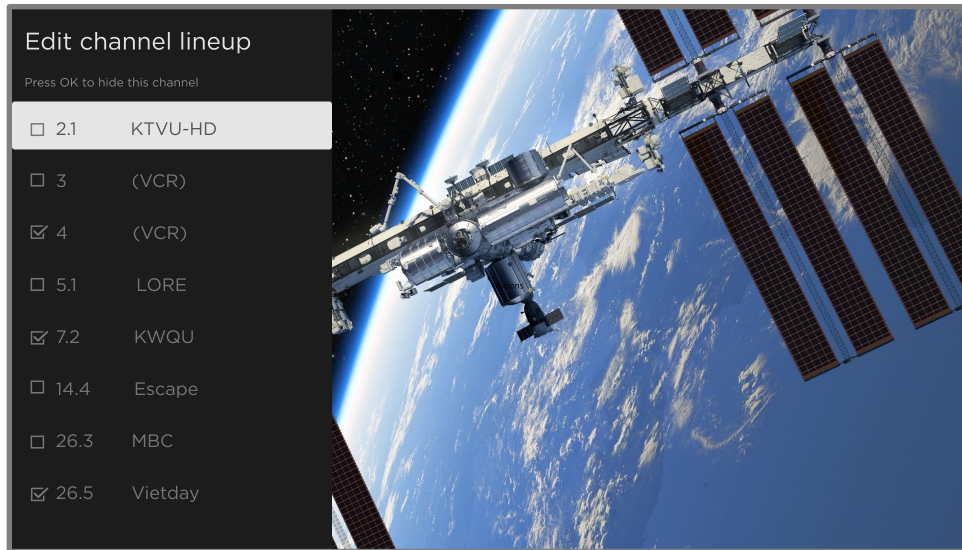 Edit channel lineup
Press OK to hide this channel
2.1 KTVU-HD
3 (VCR)
4 (VCR)
5.1 LORE
7.2 KWQU
14.4 Escape
26.3 MBC
26.5 Vietday
ons